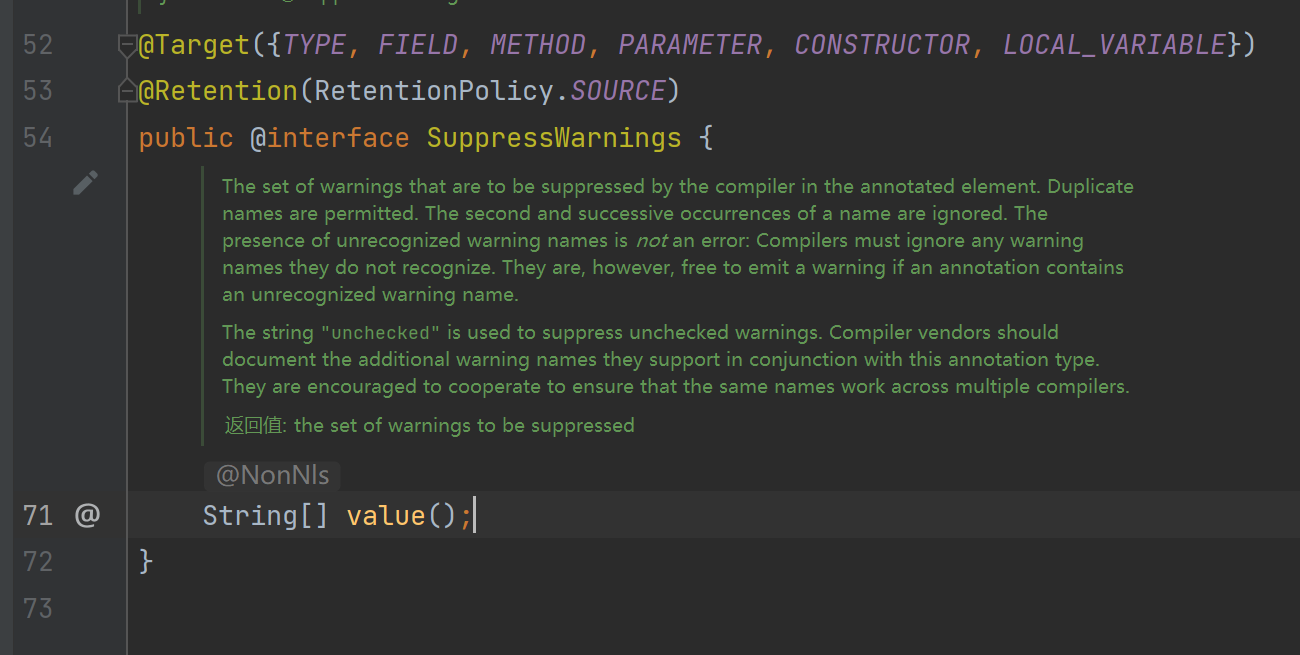 52 @Target({TYPE, FIELD, METHOD, PARAMETER, CONSTRUCTOR, LOCAL_VARIABLE})
53 @Retention(RetentionPolicy.SOURCE)
54 public @interface SuppressWarnings {
The set of warnings that are to be suppressed by the compiler in the annotated element. Duplicate
names are permitted. The second and successive occurrences of a name are ignored. The
presence of unrecognized warning names is not an error: Compilers must ignore any warning
names they do not recognize. They are, however, free to emit a warning if an annotation contains
an unrecognized warning name.
The string "unchecked" is used to suppress unchecked warnings. Compiler vendors should
document the additional warning names they support in conjunction with this annotation type.
They are encouraged to cooperate to ensure that the same names work across multiple compilers.
返回值: the set of warnings to be suppressed
@NonNls
71 @ String[] value();
72 }
73